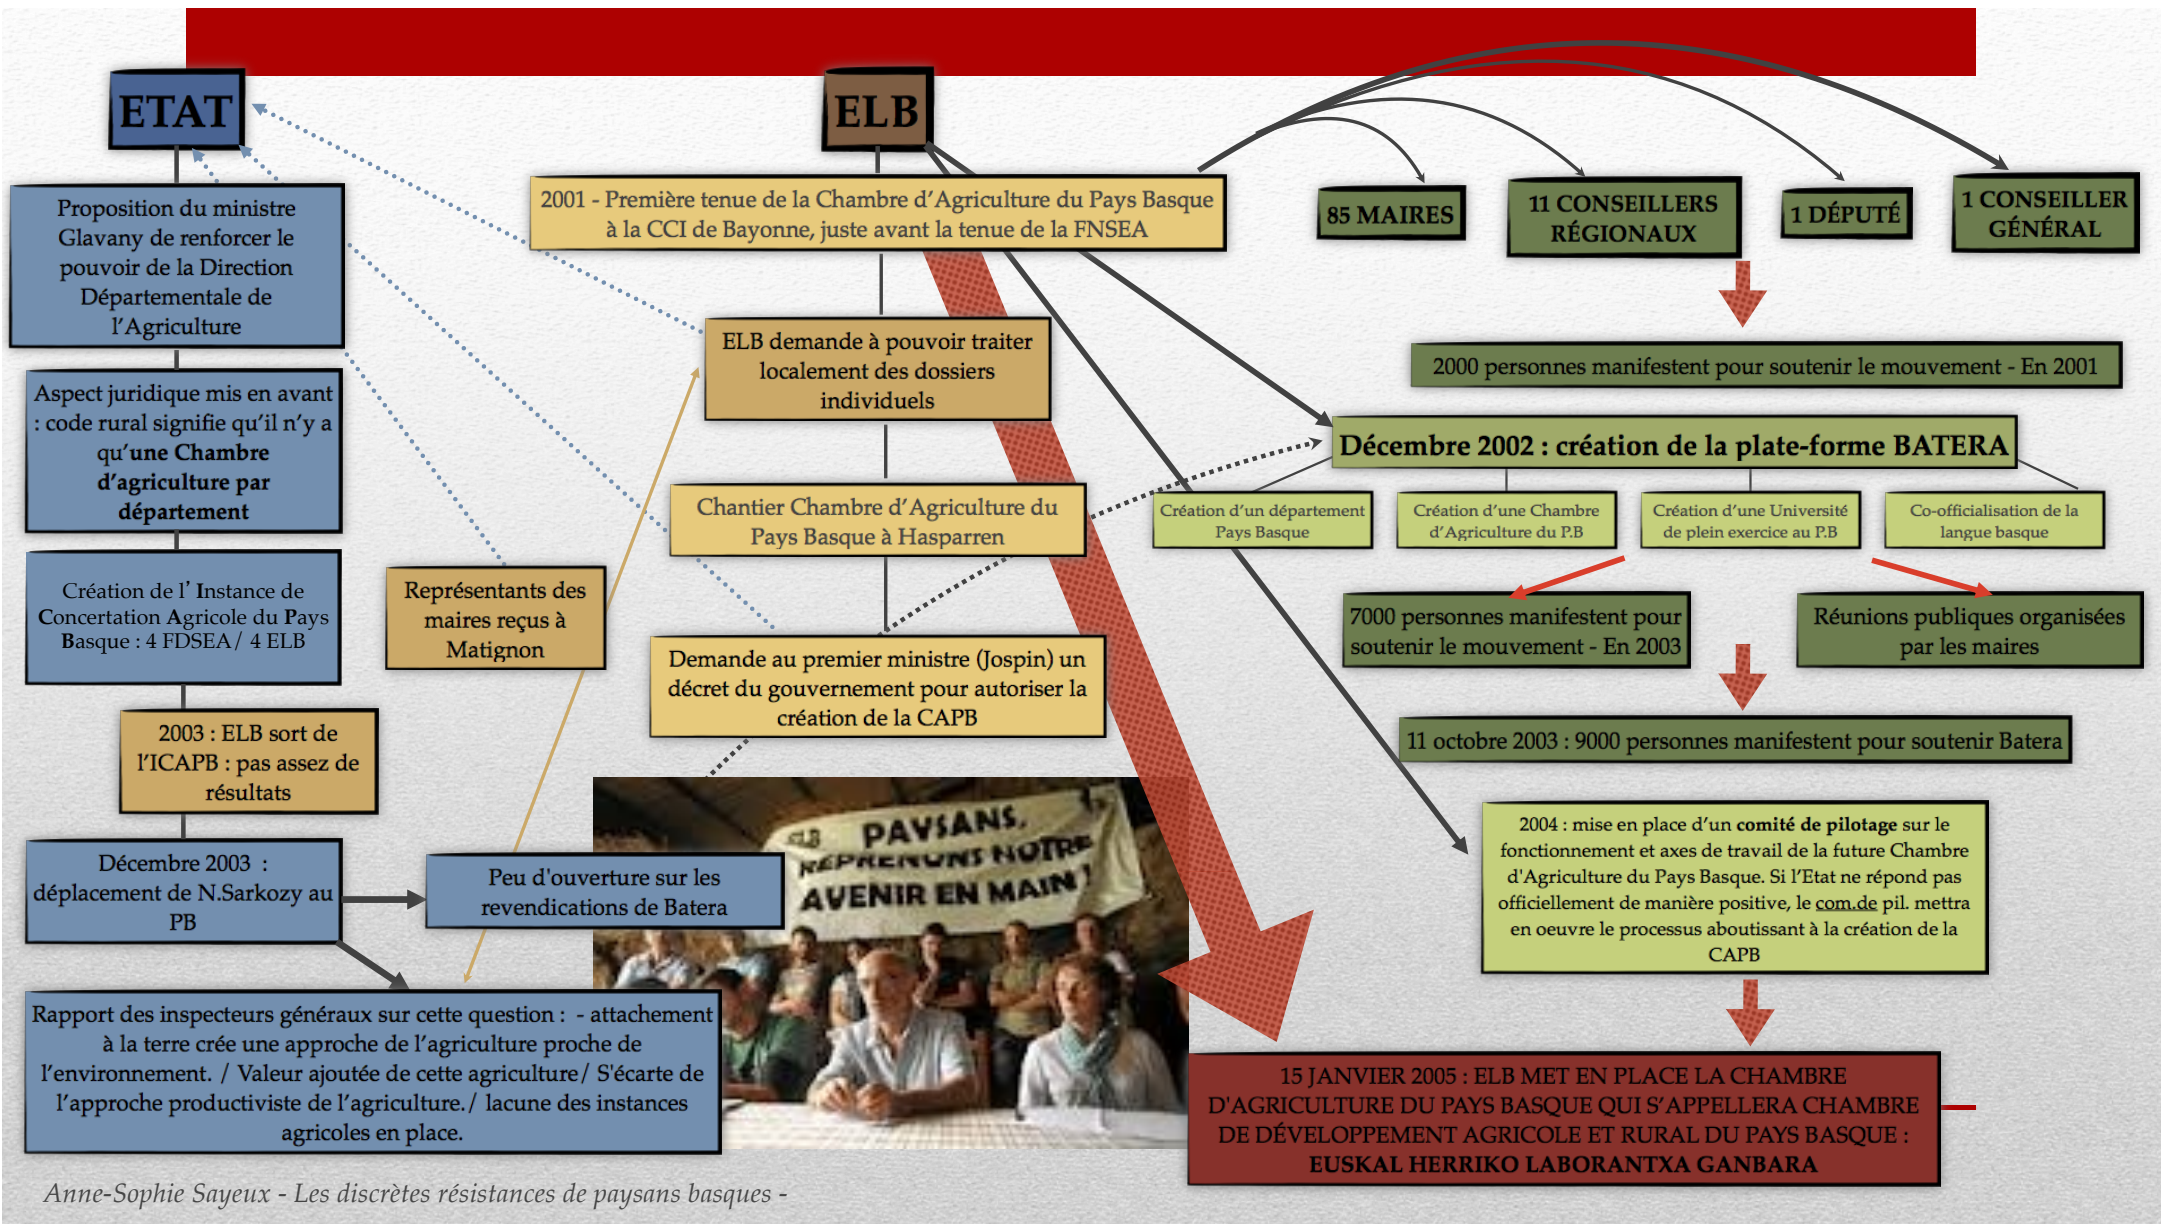 ETAT
Proposition du ministre
Glavany de renforcer le
pouvoir de la Direction
Départementale de
l’Agriculture
Aspect juridique mis en avant
: code rural signifie qu’il n’y a
qu’une Chambre
d’agriculture par
département
Création de l’ Instance de
Concertation Agricole du Pays
Basque : 4 FDSEA/ 4 ELB
2003 : ELB sort de
l’ICAPB : pas assez de
résultats
Décembre 2003 :
déplacement de N.Sarkozy au
PB
Peu d'ouverture sur les
revendications de Batera
Rapport des inspecteurs généraux sur cette question : - attachement
à la terre crée une approche de l’agriculture proche de
l’environnement. / Valeur ajoutée de cette agriculture/ S'écarte de
l’approche productiviste de l’agriculture./ lacune des instances
agricoles en place.
Représentants des
maires reçus à
Matignon
ELB
2001 - Première tenue de la Chambre d’Agriculture du Pays Basque
à la CCI de Bayonne, juste avant la tenue de la FNSEA
ELB demande à pouvoir traiter
localement des dossiers
individuels
Chantier Chambre d’Agriculture du
Pays Basque à Hasparren
Demande au premier ministre (Jospin) un
décret du gouvernement pour autoriser la
création de la CAPB
ELB PAYSANS,
REPRENONS NOTRE
AVENIR EN MAIN !
85 MAIRES
11 CONSEILLERS
RÉGIONAUX
1 DÉPUTÉ
1 CONSEILLER
GÉNÉRAL
2000 personnes manifestent pour soutenir le mouvement - En 2001
Décembre 2002 : création de la plate-forme BATERA
Création d’un département
Pays Basque
Création d’une Chambre
d’Agriculture du P.B
Création d’une Université
de plein exercice au P.B
Co-officialisation de la
langue basque
7000 personnes manifestent pour
soutenir le mouvement - En 2003
Réunions publiques organisées
par les maires
11 octobre 2003 : 9000 personnes manifestent pour soutenir Batera
2004 : mise en place d’un comité de pilotage sur le
fonctionnement et axes de travail de la future Chambre
d'Agriculture du Pays Basque. Si l’Etat ne répond pas
officiellement de manière positive, le com.de pil. mettra
en oeuvre le processus aboutissant à la création de la
CAPB
15 JANVIER 2005 : ELB MET EN PLACE LA CHAMBRE
D'AGRICULTURE DU PAYS BASQUE QUI S’APPELLERA CHAMBRE
DE DÉVELOPPEMENT AGRICOLE ET RURAL DU PAYS BASQUE :
EUSKAL HERRIKO LABORANTXA GANBARA
Anne-Sophie Sayeux - Les discrètes résistances de paysans basques -